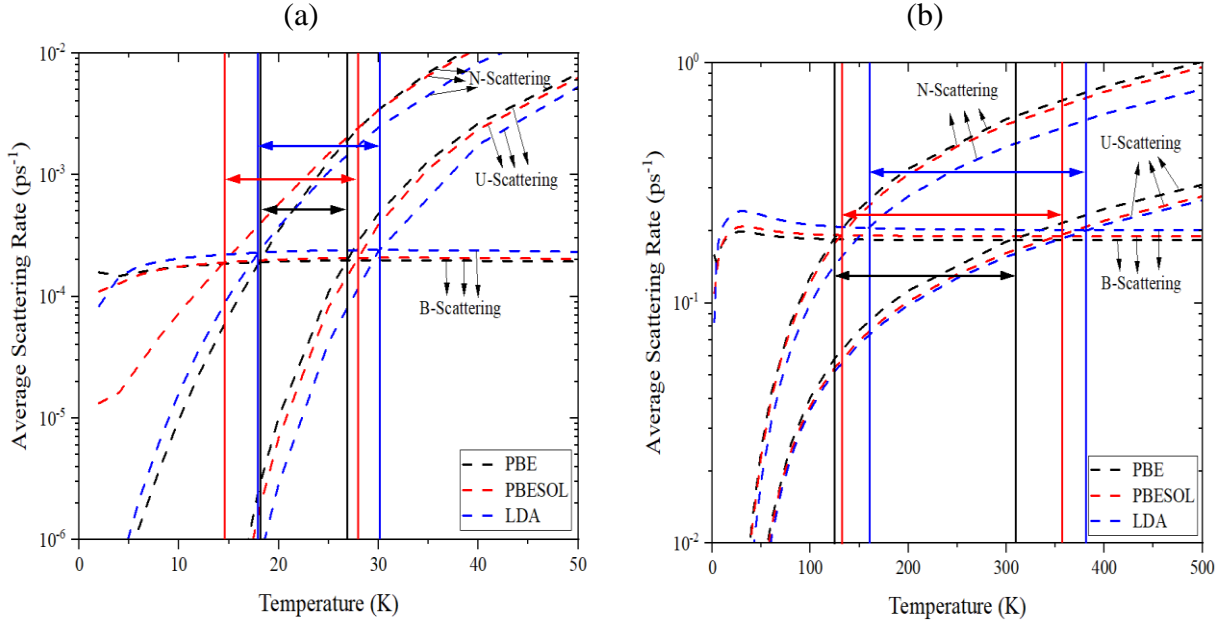 (a)
Average Scattering Rate (ps⁻¹)
10⁻²
10⁻³
10⁻⁴
10⁻⁵
10⁻⁶
N-Scattering
U-Scattering
B-Scattering
PBE
PBESOL
LDA
0 10 20 30 40 50
Temperature (K)
(b)
Average Scattering Rate (ps⁻¹)
10⁰
10⁻¹
10⁻²
N-Scattering
U-Scattering
B-Scattering
PBE
PBESOL
LDA
0 100 200 300 400 500
Temperature (K)